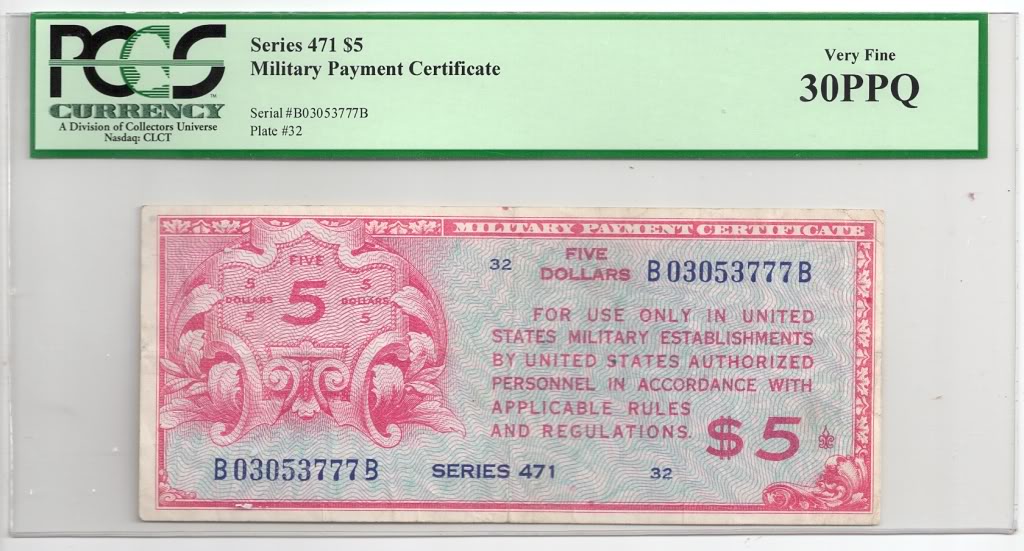 PCGS
CURRENCY
A Division of Collectors Universe
Nasdaq: CLCT
Series 471 $5
Military Payment Certificate
Serial #B03053777B
Plate #32
Very Fine
30PPQ
MILITARY PAYMENT CERTIFICATE
FIVE
5 5
DOLLARS 5 DOLLARS
5 5
32
FIVE
DOLLARS
B03053777B
FOR USE ONLY IN UNITED
STATES MILITARY ESTABLISHMENTS
BY UNITED STATES AUTHORIZED
PERSONNEL IN ACCORDANCE WITH
APPLICABLE RULES
AND REGULATIONS.
$5
B03053777B
SERIES 471
32